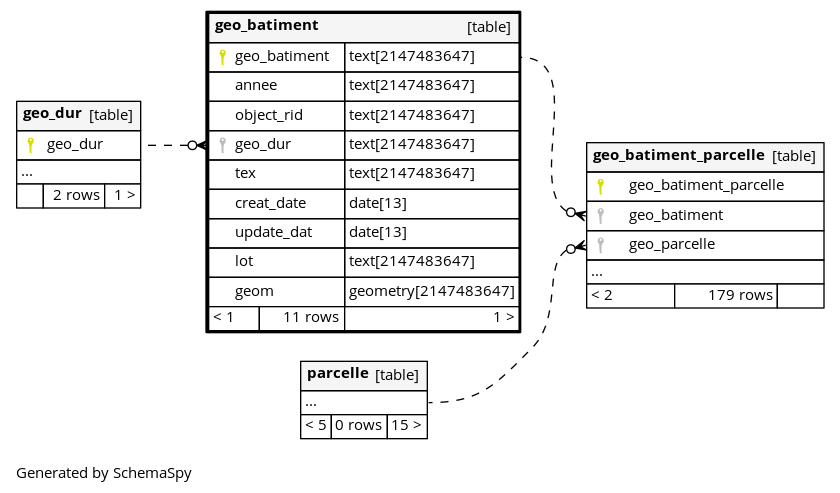 geo_batiment [table]
geo_batiment text[2147483647]
annee text[2147483647]
object_rid text[2147483647]
geo_dur text[2147483647]
tex text[2147483647]
creat_date date[13]
update_dat date[13]
lot text[2147483647]
geom geometry[2147483647]
< 1 11 rows 1 >
geo_dur [table]
geo_dur
...
2 rows 1 >
geo_batiment_parcelle [table]
geo_batiment_parcelle
geo_batiment
geo_parcelle
...
< 2 179 rows
parcelle [table]
...
< 5 0 rows 15 >
Generated by SchemaSpy